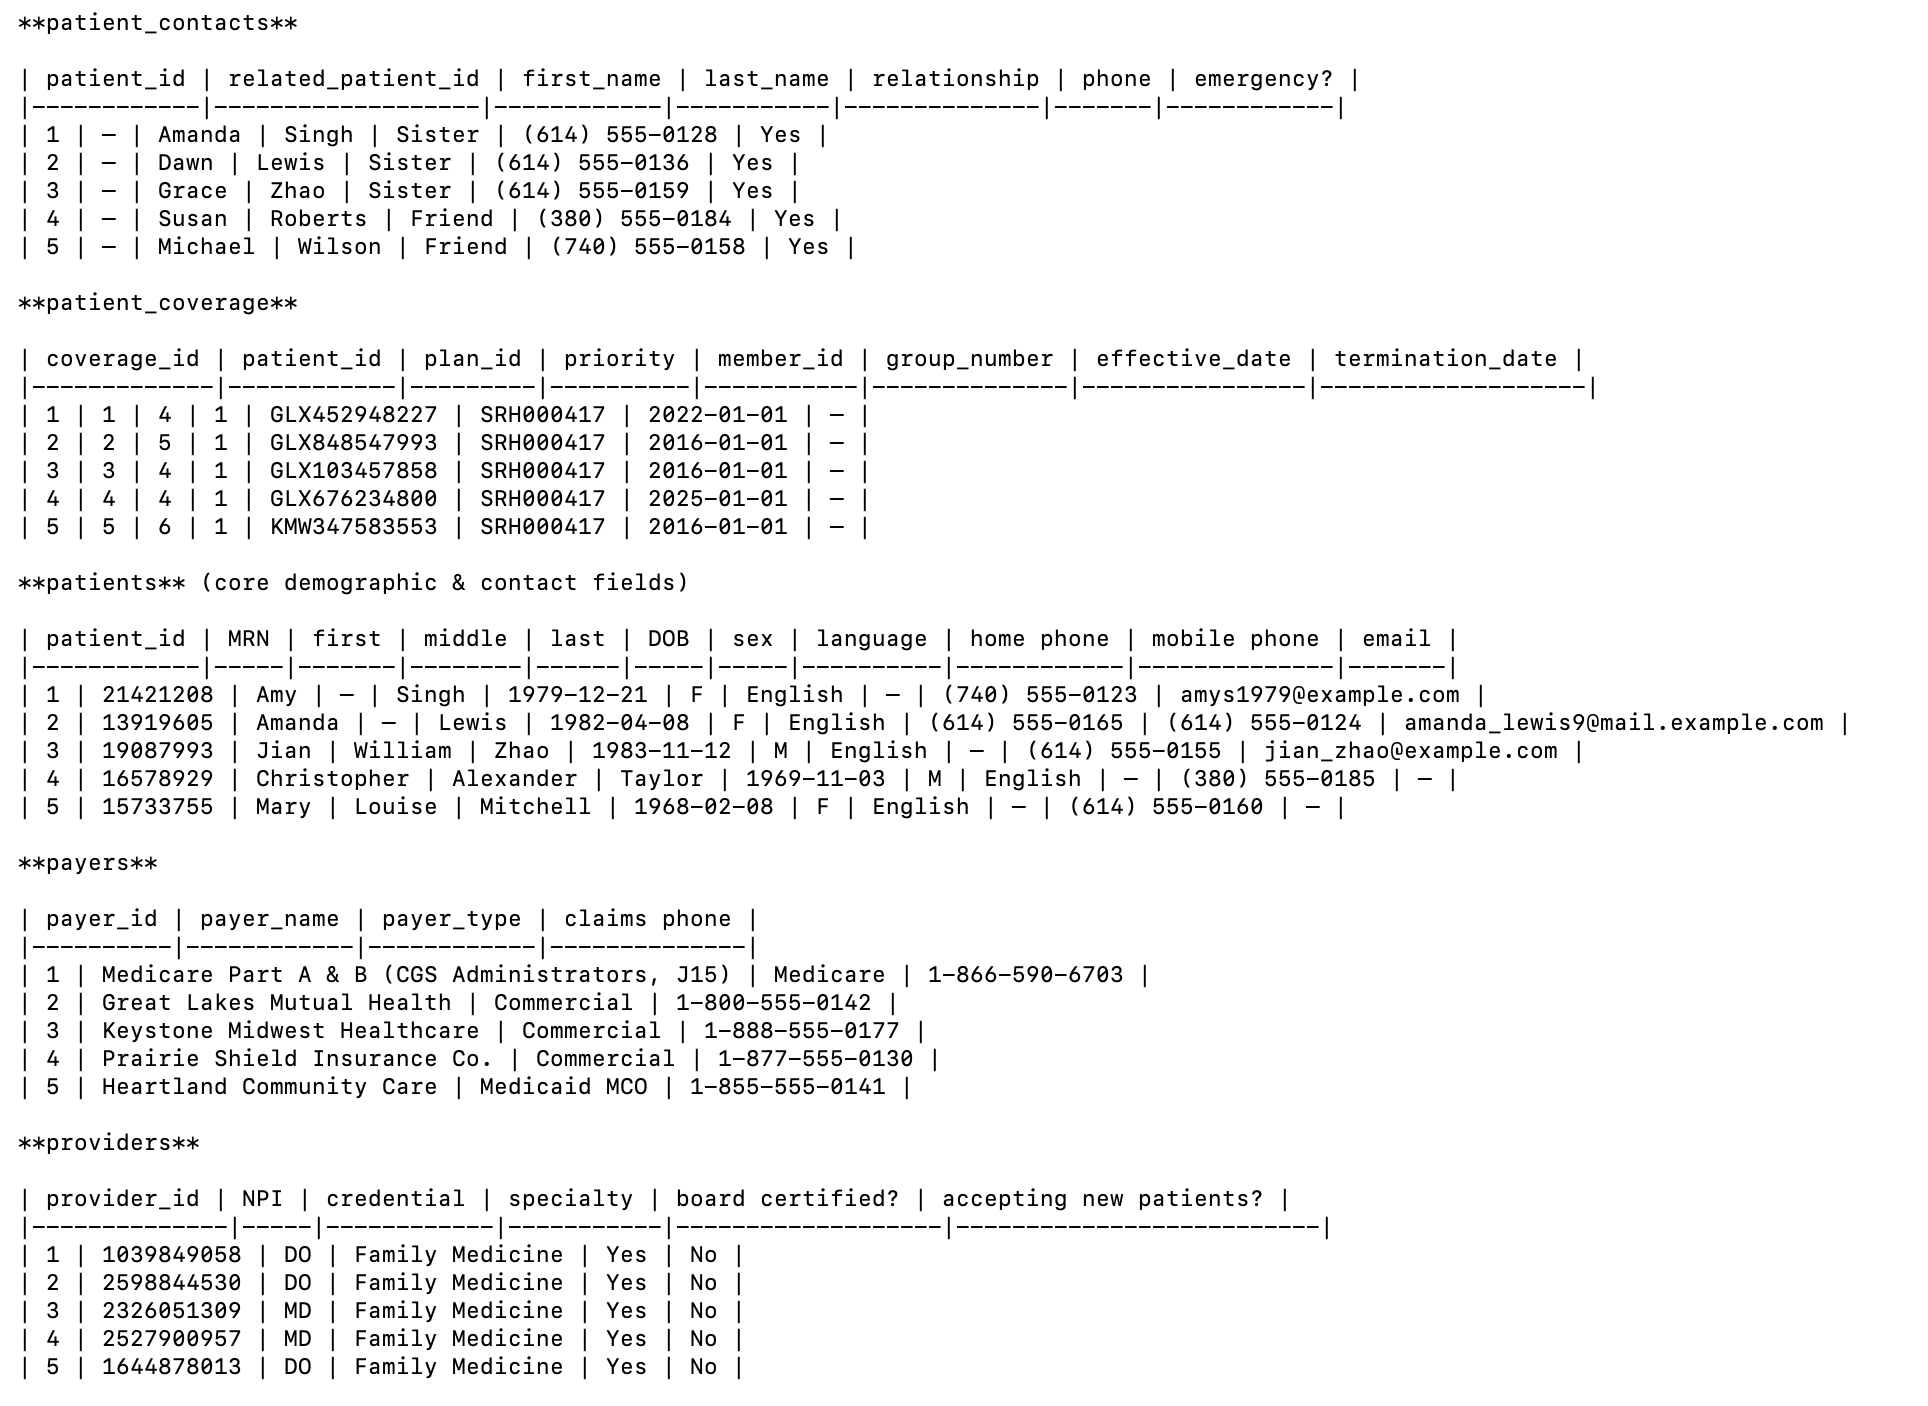 **patient_contacts**
| patient_id | related_patient_id | first_name | last_name | relationship | phone | emergency? |
|------------|-------------------|------------|-----------|--------------|-------|------------|
| 1 | — | Amanda | Singh | Sister | (614) 555-0128 | Yes |
| 2 | — | Dawn | Lewis | Sister | (614) 555-0136 | Yes |
| 3 | — | Grace | Zhao | Sister | (614) 555-0159 | Yes |
| 4 | — | Susan | Roberts | Friend | (380) 555-0184 | Yes |
| 5 | — | Michael | Wilson | Friend | (740) 555-0158 | Yes |
**patient_coverage**
| coverage_id | patient_id | plan_id | priority | member_id | group_number | effective_date | termination_date |
|-------------|------------|---------|----------|-----------|--------------|----------------|-------------------|
| 1 | 1 | 4 | 1 | GLX452948227 | SRH000417 | 2022-01-01 | — |
| 2 | 2 | 5 | 1 | GLX848547993 | SRH000417 | 2016-01-01 | — |
| 3 | 3 | 4 | 1 | GLX103457858 | SRH000417 | 2016-01-01 | — |
| 4 | 4 | 4 | 1 | GLX676234800 | SRH000417 | 2025-01-01 | — |
| 5 | 5 | 6 | 1 | KMW347583553 | SRH000417 | 2016-01-01 | — |
**patients** (core demographic & contact fields)
| patient_id | MRN | first | middle | last | DOB | sex | language | home phone | mobile phone | email |
|------------|-----|-------|--------|------|-----|-----|----------|------------|--------------|-------|
| 1 | 21421208 | Amy | — | Singh | 1979-12-21 | F | English | — | (740) 555-0123 | amys1979@example.com |
| 2 | 13919605 | Amanda | — | Lewis | 1982-04-08 | F | English | (614) 555-0165 | (614) 555-0124 | amanda_lewis9@mail.example.com |
| 3 | 19087993 | Jian | William | Zhao | 1983-11-12 | M | English | — | (614) 555-0155 | jian_zhao@example.com |
| 4 | 16578929 | Christopher | Alexander | Taylor | 1969-11-03 | M | English | — | (380) 555-0185 | — |
| 5 | 15733755 | Mary | Louise | Mitchell | 1968-02-08 | F | English | — | (614) 555-0160 | — |
**payers**
| payer_id | payer_name | payer_type | claims phone |
|----------|------------|------------|--------------|
| 1 | Medicare Part A & B (CGS Administrators, J15) | Medicare | 1-866-590-6703 |
| 2 | Great Lakes Mutual Health | Commercial | 1-800-555-0142 |
| 3 | Keystone Midwest Healthcare | Commercial | 1-888-555-0177 |
| 4 | Prairie Shield Insurance Co. | Commercial | 1-877-555-0130 |
| 5 | Heartland Community Care | Medicaid MCO | 1-855-555-0141 |
**providers**
| provider_id | NPI | credential | specialty | board certified? | accepting new patients? |
|--------------|-----|------------|-----------|-------------------|--------------------------|
| 1 | 1039849058 | DO | Family Medicine | Yes | No |
| 2 | 2598844530 | DO | Family Medicine | Yes | No |
| 3 | 2326051309 | MD | Family Medicine | Yes | No |
| 4 | 2527900957 | MD | Family Medicine | Yes | No |
| 5 | 1644878013 | DO | Family Medicine | Yes | No |